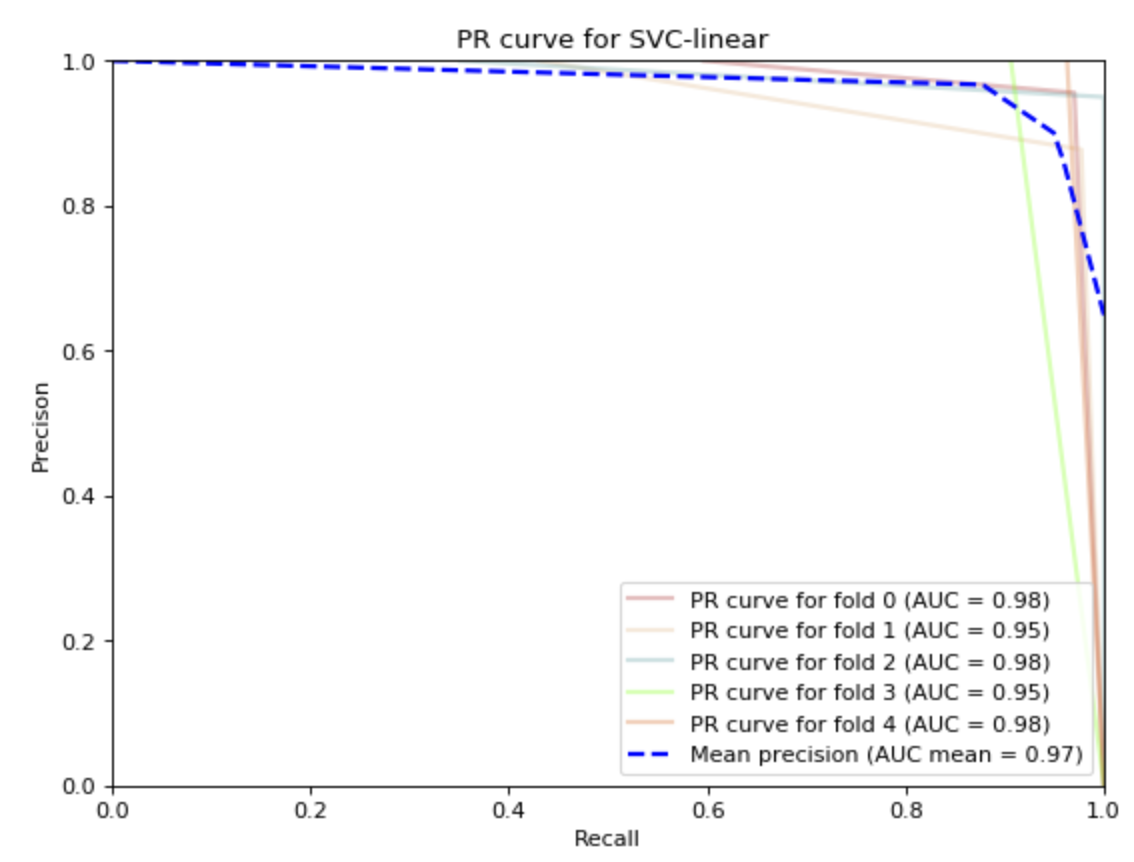 PR curve for SVC-linear
1.0
0.8
0.6
0.4
0.2
0.0
Precison
0.0 0.2 0.4 0.6 0.8 1.0
Recall
PR curve for fold 0 (AUC = 0.98)
PR curve for fold 1 (AUC = 0.95)
PR curve for fold 2 (AUC = 0.98)
PR curve for fold 3 (AUC = 0.95)
PR curve for fold 4 (AUC = 0.98)
Mean precision (AUC mean = 0.97)